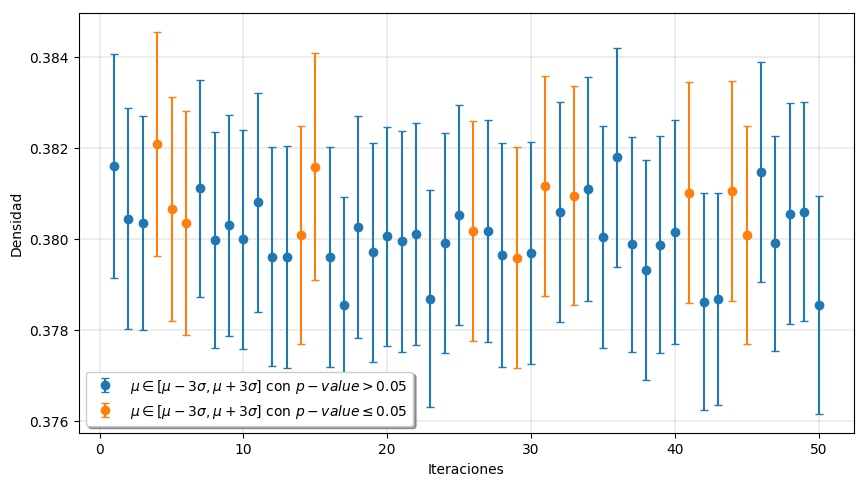 0.384
0.382
0.380
0.378
0.376
Densidad
μ ∈ [μ − 3σ, μ + 3σ] con p − value > 0.05
μ ∈ [μ − 3σ, μ + 3σ] con p − value ≤ 0.05
0 10 20 30 40 50
Iteraciones